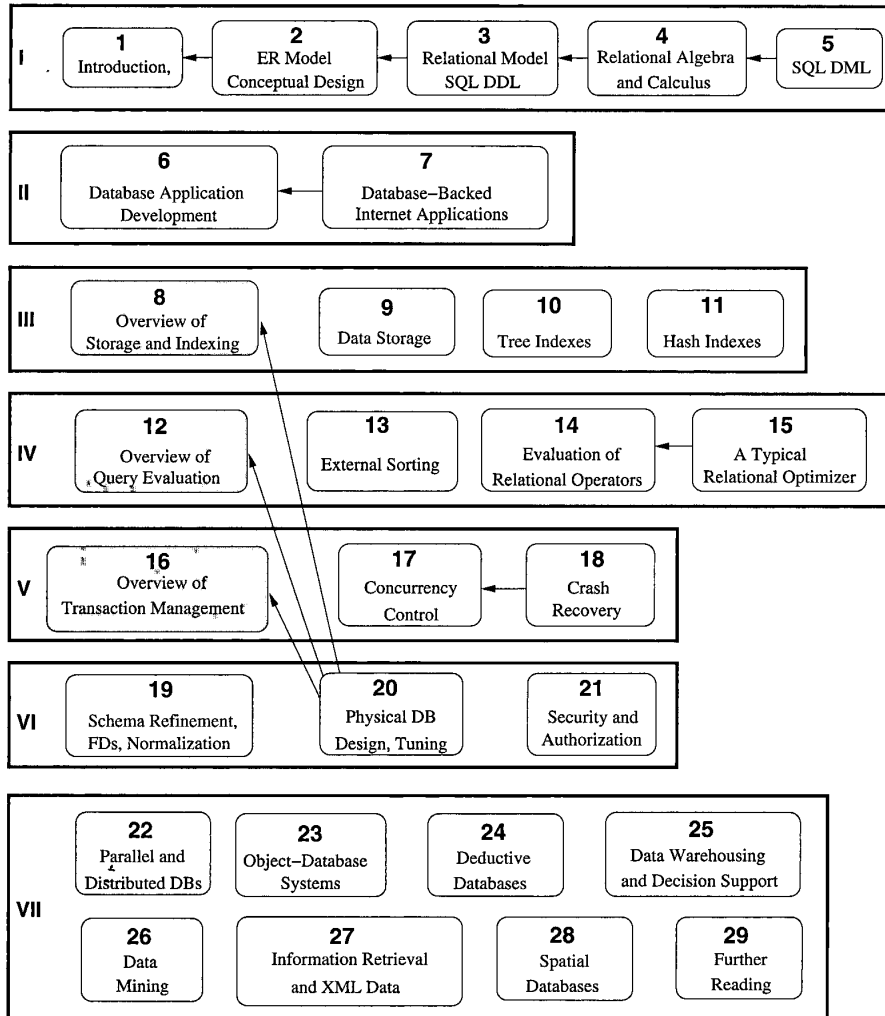 I
1
Introduction,
2
ER Model
Conceptual Design
3
Relational Model
SQL DDL
4
Relational Algebra
and Calculus
5
SQL DML
II
6
Database Application
Development
7
Database–Backed
Internet Applications
III
8
Overview of
Storage and Indexing
9
Data Storage
10
Tree Indexes
11
Hash Indexes
IV
12
Overview of
Query Evaluation
13
External Sorting
14
Evaluation of
Relational Operators
15
A Typical
Relational Optimizer
V
16
Overview of
Transaction Management
17
Concurrency
Control
18
Crash
Recovery
VI
19
Schema Refinement,
FDs, Normalization
20
Physical DB
Design, Tuning
21
Security and
Authorization
VII
22
Parallel and
Distributed DBs
23
Object–Database
Systems
24
Deductive
Databases
25
Data Warehousing
and Decision Support
26
Data
Mining
27
Information Retrieval
and XML Data
28
Spatial
Databases
29
Further
Reading